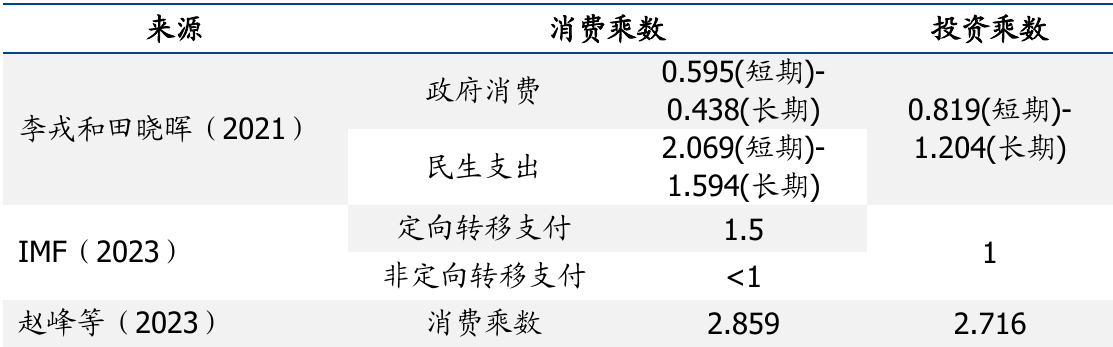 来源 消费乘数 投资乘数
李戎和田晓晖（2021） 政府消费 0.595(短期)-
0.438(长期) 0.819(短期)-
1.204(长期)
民生支出 2.069(短期)-
1.594(长期)
IMF（2023） 定向转移支付 1.5 1
非定向转移支付 <1
赵峰等（2023） 消费乘数 2.859 2.716